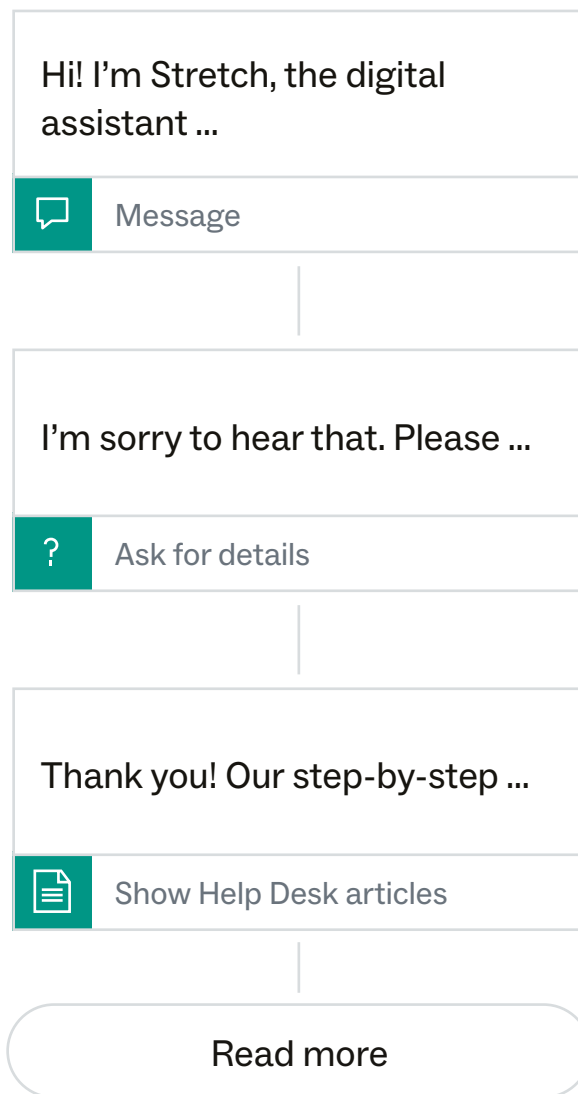 Hi! I’m Stretch, the digital
assistant ...
Message
I’m sorry to hear that. Please ...
?
Ask for details
Thank you! Our step-by-step ...
Show Help Desk articles
Read more